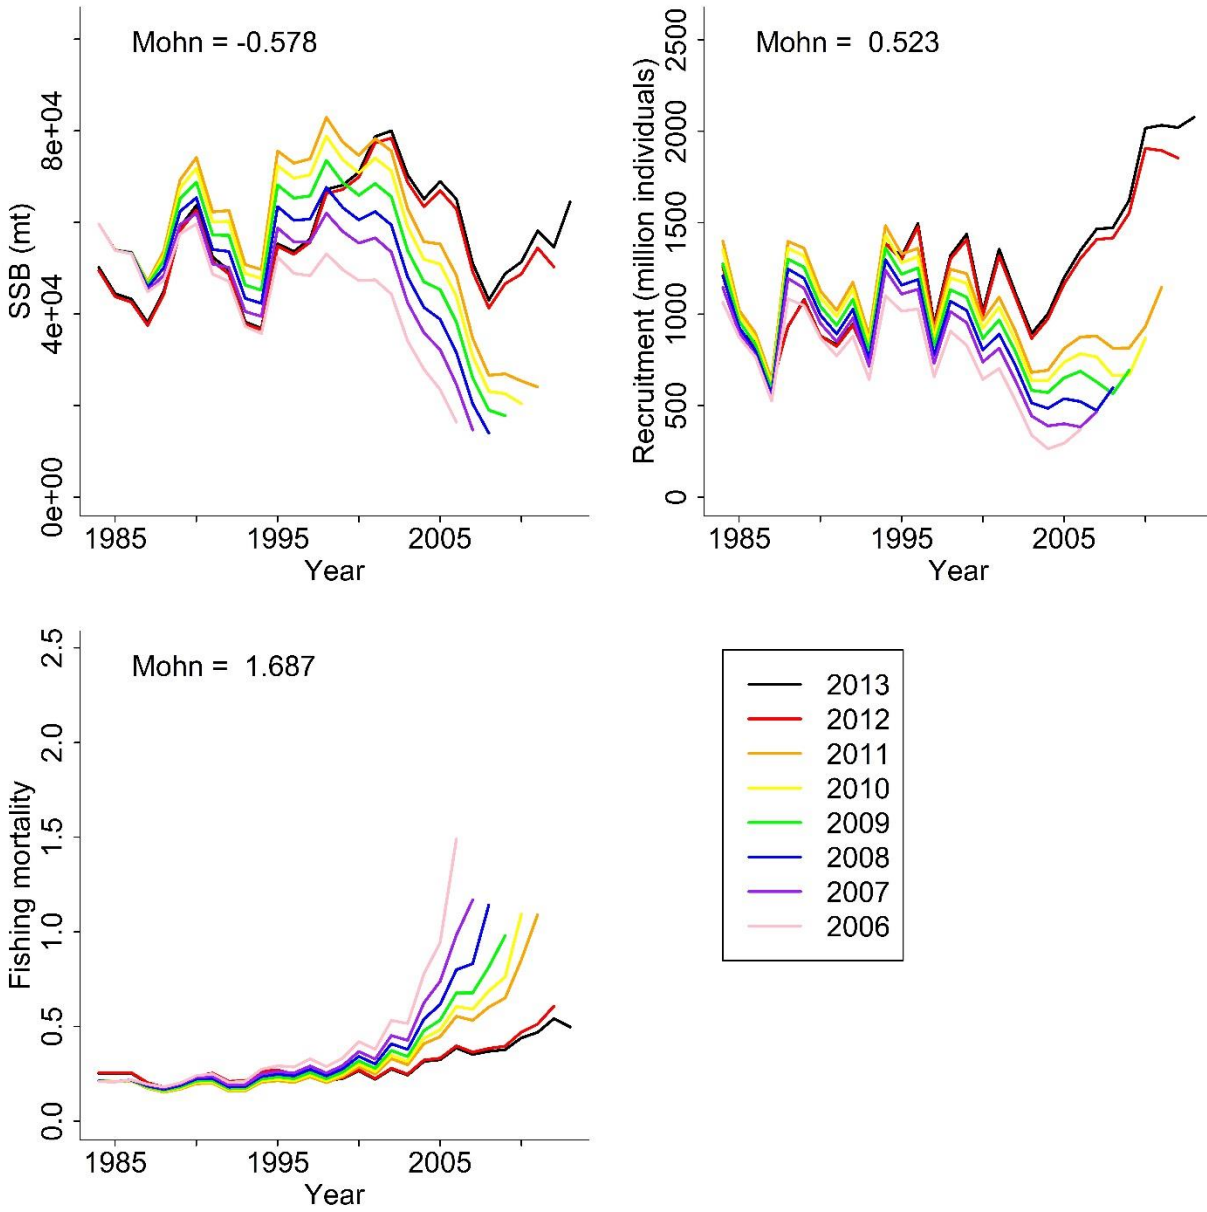 Mohn = -0.578
SSB (mt)
8e+04
4e+04
0e+00
1985 1995 2005
Year
Mohn = 0.523
Recruitment (million individuals)
2500
2000
1500
1000
500
0
1985 1995 2005
Year
Mohn = 1.687
Fishing mortality
2.5
2.0
1.5
1.0
0.5
0.0
1985 1995 2005
Year
2013
2012
2011
2010
2009
2008
2007
2006